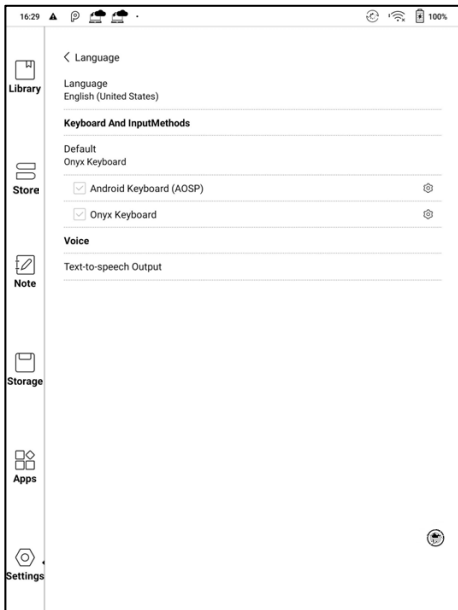 16:29
100%
Language
Library
Language
English (United States)
Keyboard And InputMethods
Default
Onyx Keyboard
Android Keyboard (AOSP)
Store
Onyx Keyboard
Voice
Text-to-speech Output
Note
Storage
Apps
Settings